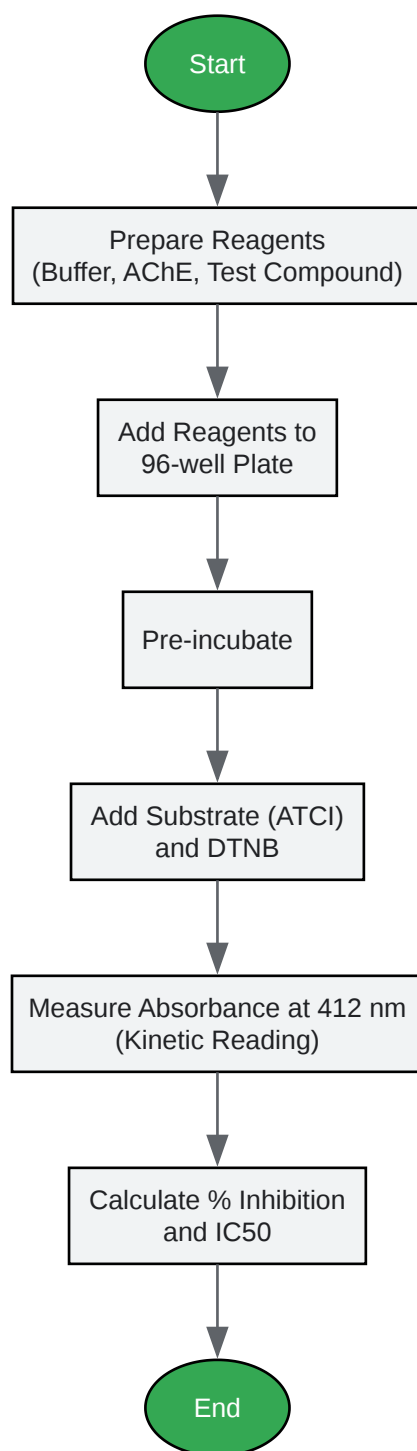 Start
Prepare Reagents
(Buffer, AChE, Test Compound)
Add Reagents to
96-well Plate
Pre-incubate
Add Substrate (ATCI)
and DTNB
Measure Absorbance at 412 nm
(Kinetic Reading)
Calculate % Inhibition
and IC50
End